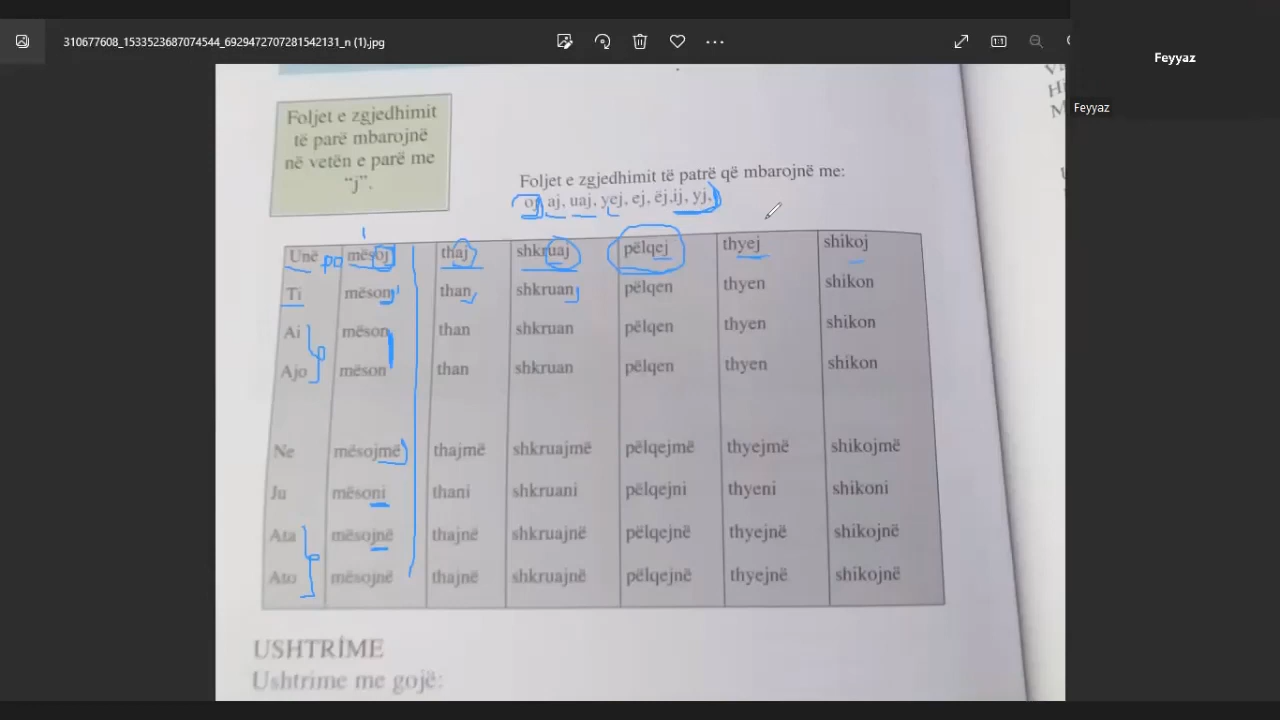 310677608_1533523687074544_6929472707281542131_n (1).jpg
Feyyaz
Feyyaz
Foljet e zgjedhimit
të parë mbarojnë
në vetën e parë me
“j”.
Foljet e zgjedhimit të patrë që mbarojnë me:
oj, aj, uaj, yej, ej, ëj,ij, yj,
Unë po mësoj thaj shkruaj pëlqej thyej shikoj
Ti mëson than shkruan pëlqen thyen shikon
Ai mëson than shkruan pëlqen thyen shikon
Ajo mëson than shkruan pëlqen thyen shikon
Ne mësojmë thajmë shkruajmë pëlqejmë thyejmë shikojmë
Ju mësoni thani shkruani pëlqejni thyeni shikoni
Ata mësojnë thajnë shkruajnë pëlqejnë thyejnë shikojnë
Ato mësojnë thajnë shkruajnë pëlqejnë thyejnë shikojnë
USHTRİME
Ushtrime me gojë: